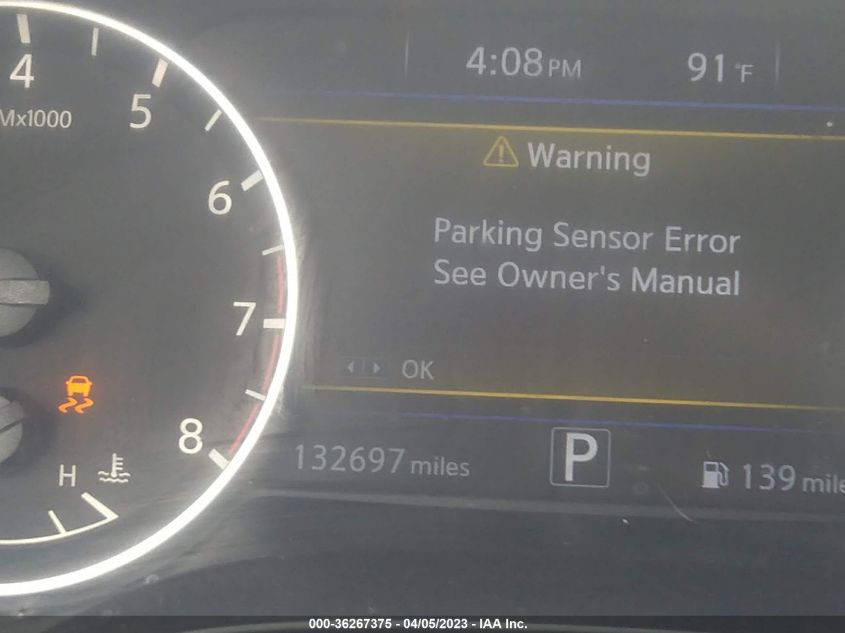 4:08 PM 91 °F
4
5
Mx1000
Warning
6
Parking Sensor Error
See Owner's Manual
7
OK
8
132697 miles P 139 mile
H
000-36267375 - 04/05/2023 - IAA Inc.